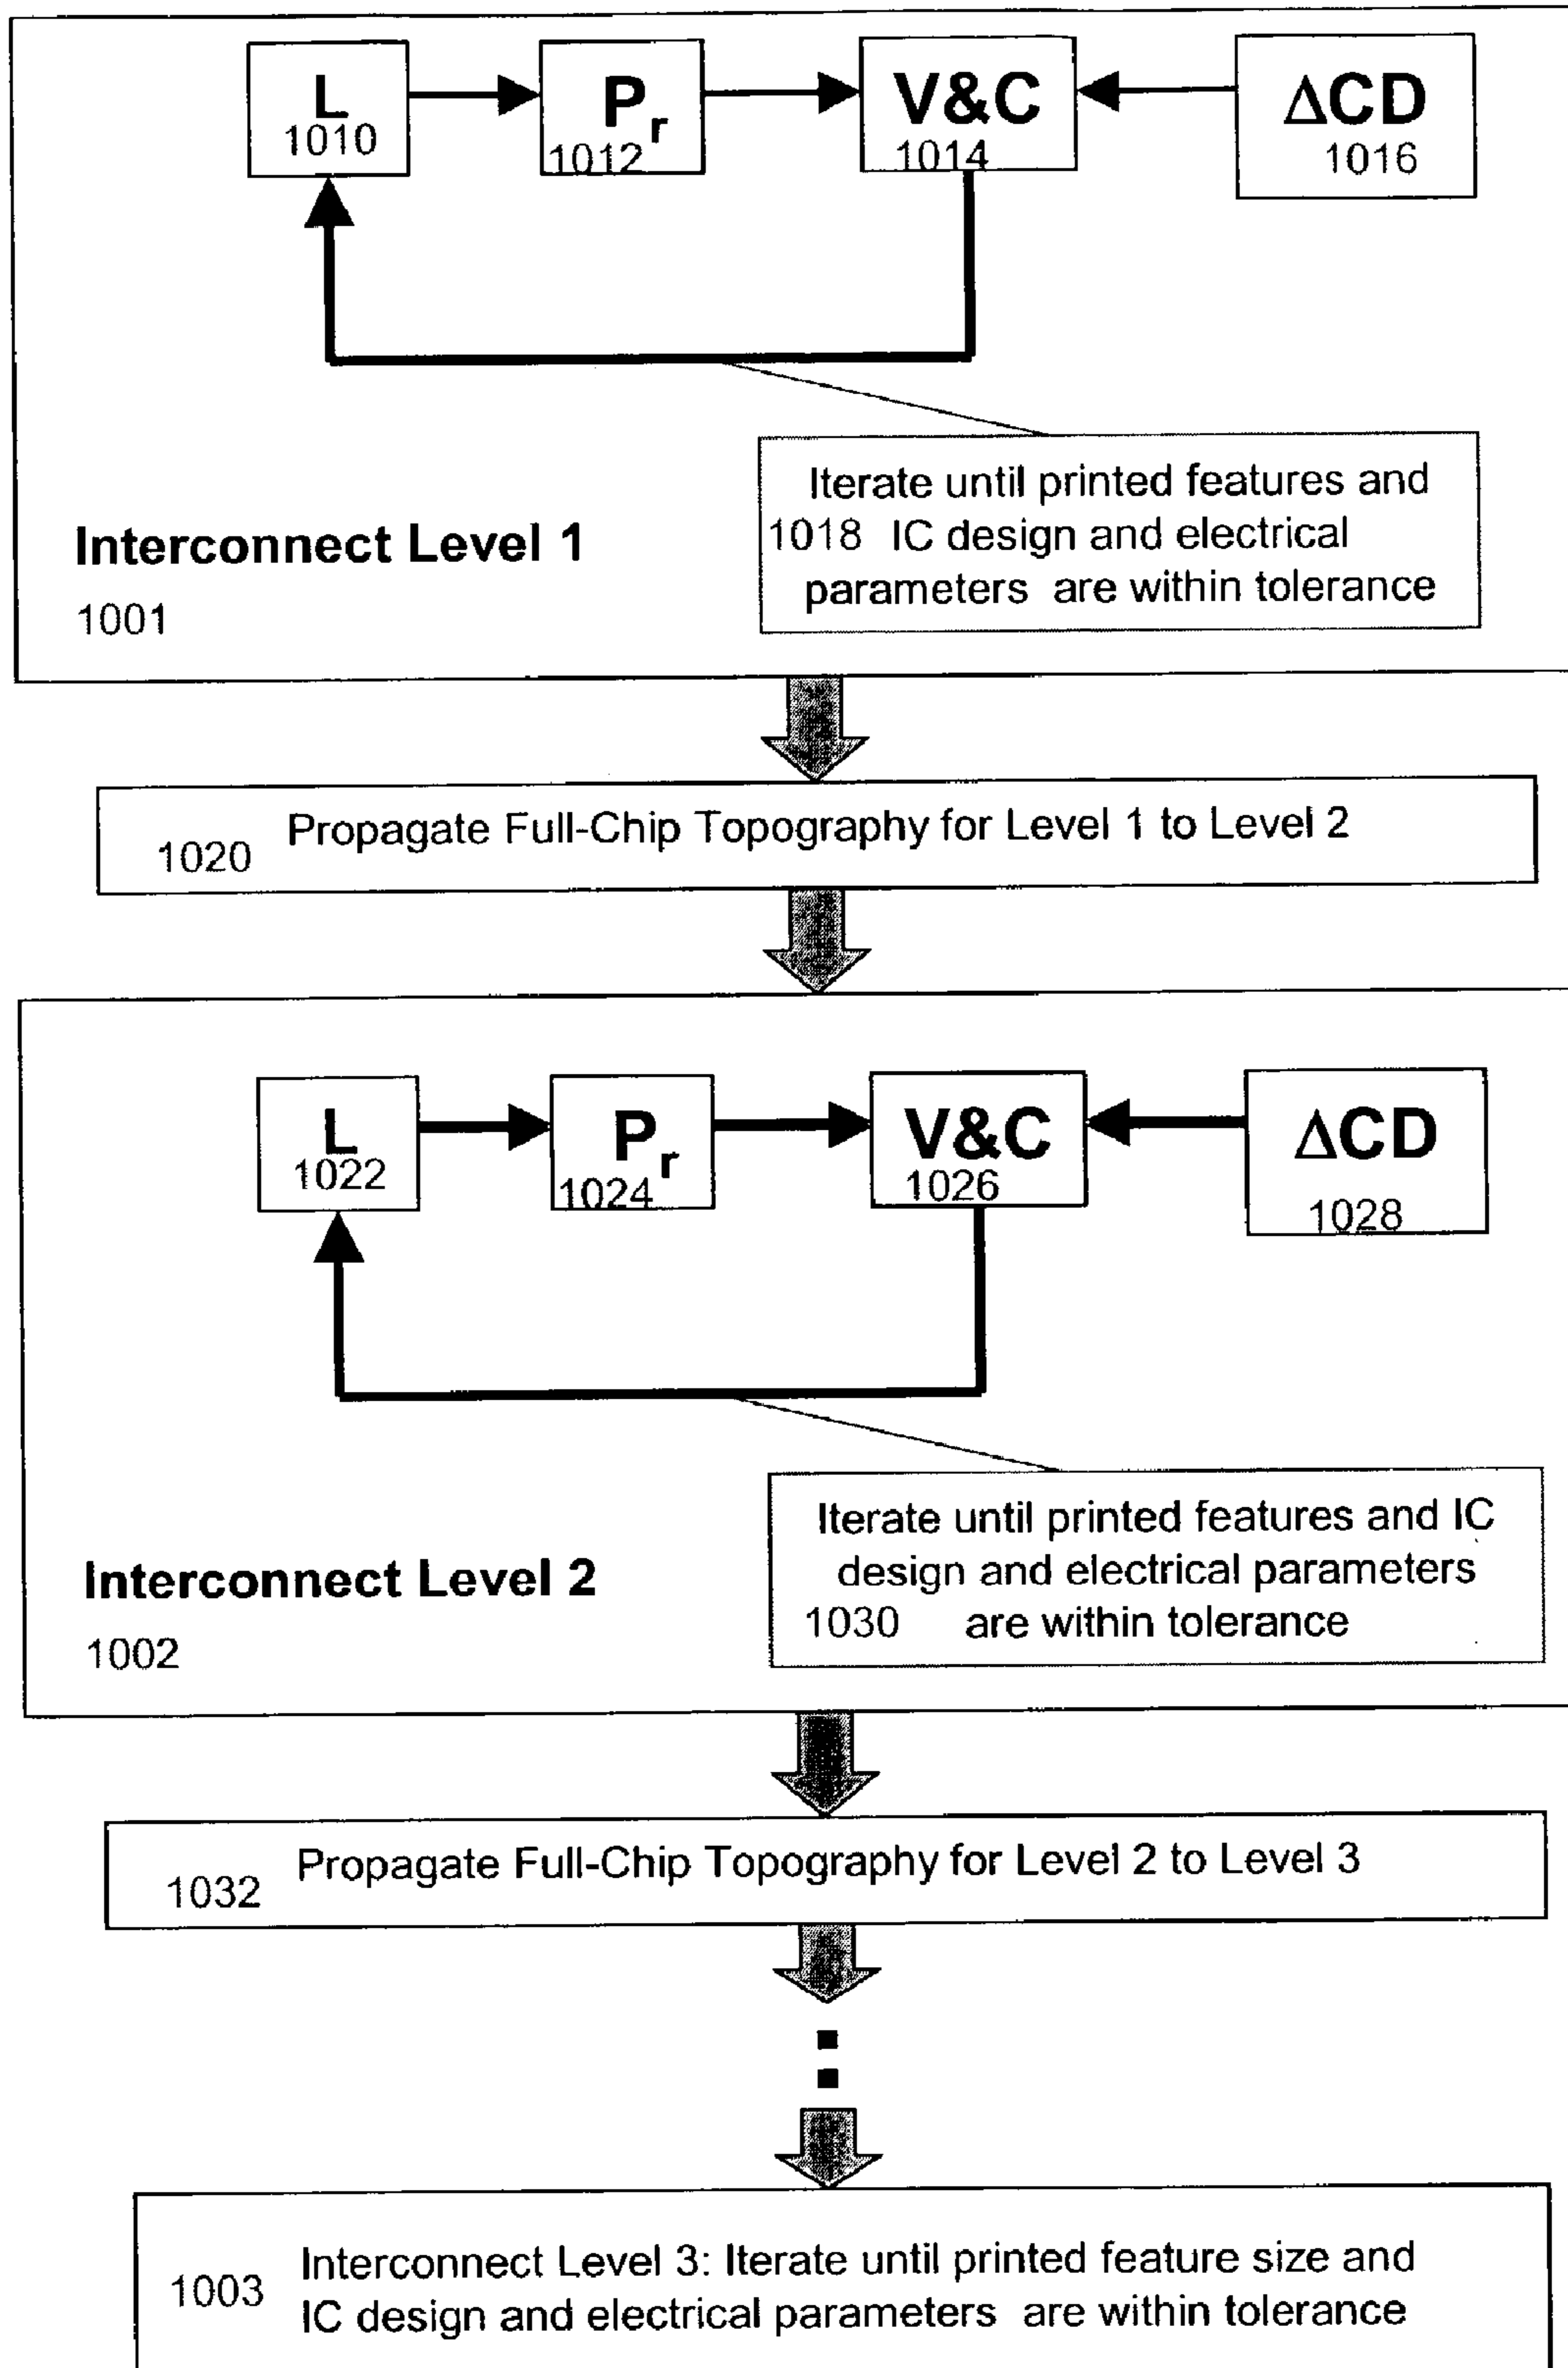 L
1010
Pr
1012
V&C
1014
ΔCD
1016
Iterate until printed features and
1018 IC design and electrical
parameters are within tolerance
Interconnect Level 1
1001
Propagate Full-Chip Topography for Level 1 to Level 2
1020
L
1022
Pr
1024
V&C
1026
ΔCD
1028
Iterate until printed features and IC
design and electrical parameters
1030 are within tolerance
Interconnect Level 2
1002
Propagate Full-Chip Topography for Level 2 to Level 3
1032
Interconnect Level 3: Iterate until printed feature size and
1003
IC design and electrical parameters are within tolerance